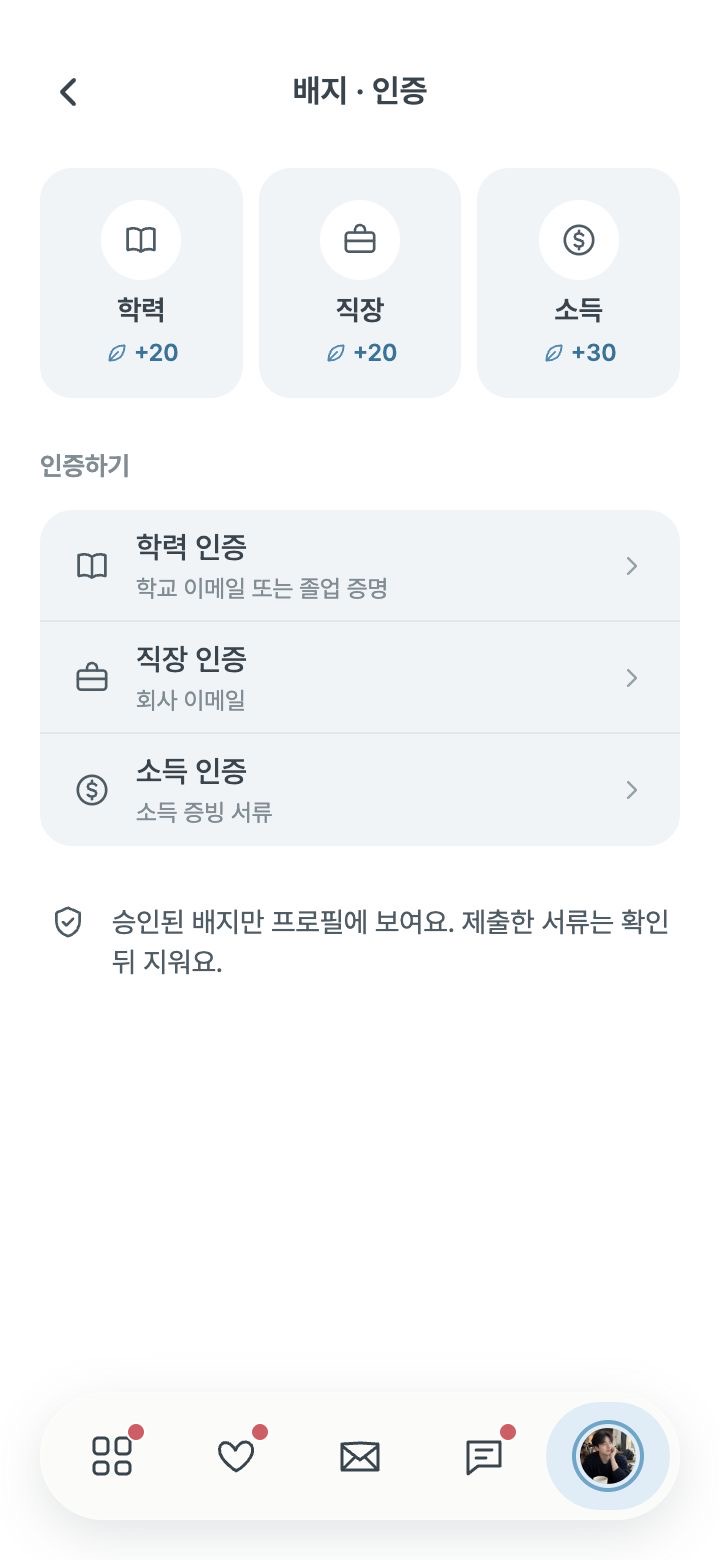 배지 · 인증
학력
+20
직장
+20
소득
+30
인증하기
학력 인증
학교 이메일 또는 졸업 증명
직장 인증
회사 이메일
소득 인증
소득 증빙 서류
승인된 배지만 프로필에 보여요. 제출한 서류는 확인
뒤 지워요.